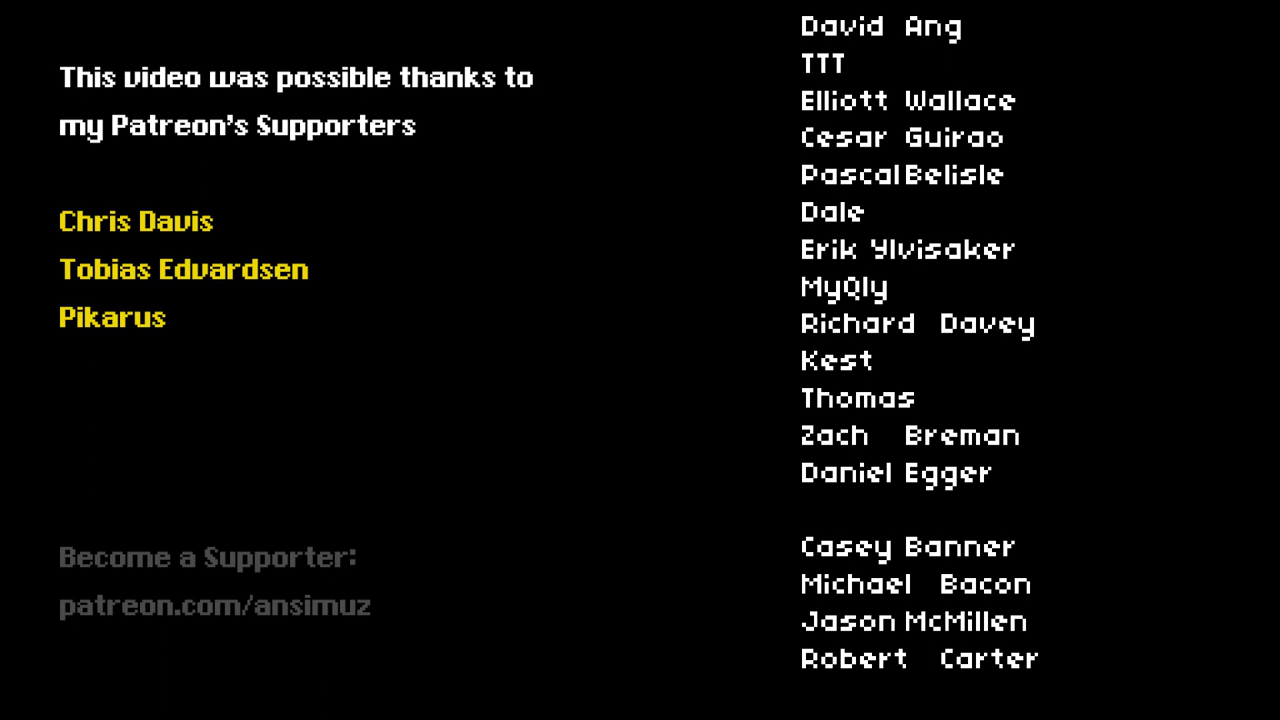 This video was possible thanks to
my Patreon's Supporters
Chris Davis
Tobias Edvardsen
Pikarus
Become a Supporter:
patreon.com/ansimuz
David Ang
TTT
Elliott Wallace
Cesar Guirao
Pascal Belisle
Dale
Erik Ylvisaker
MyQly
Richard Davey
Kest
Thomas
Zach Breman
Daniel Egger
Casey Banner
Michael Bacon
Jason McMillen
Robert Carter